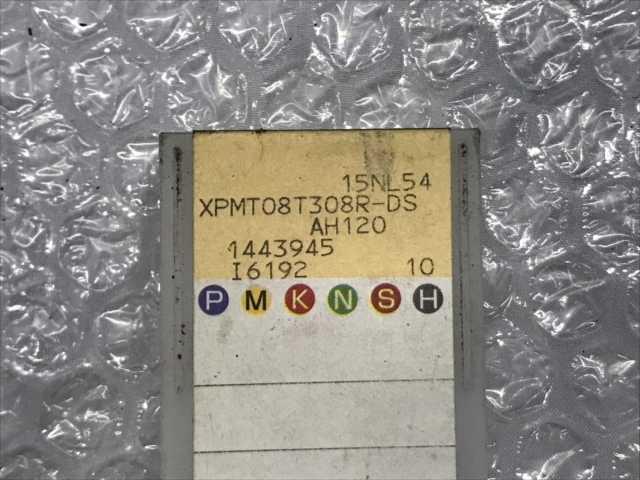 15NL54
XPMT08T308R-DS
AH120
1443945
I6192 10
P M K N S H